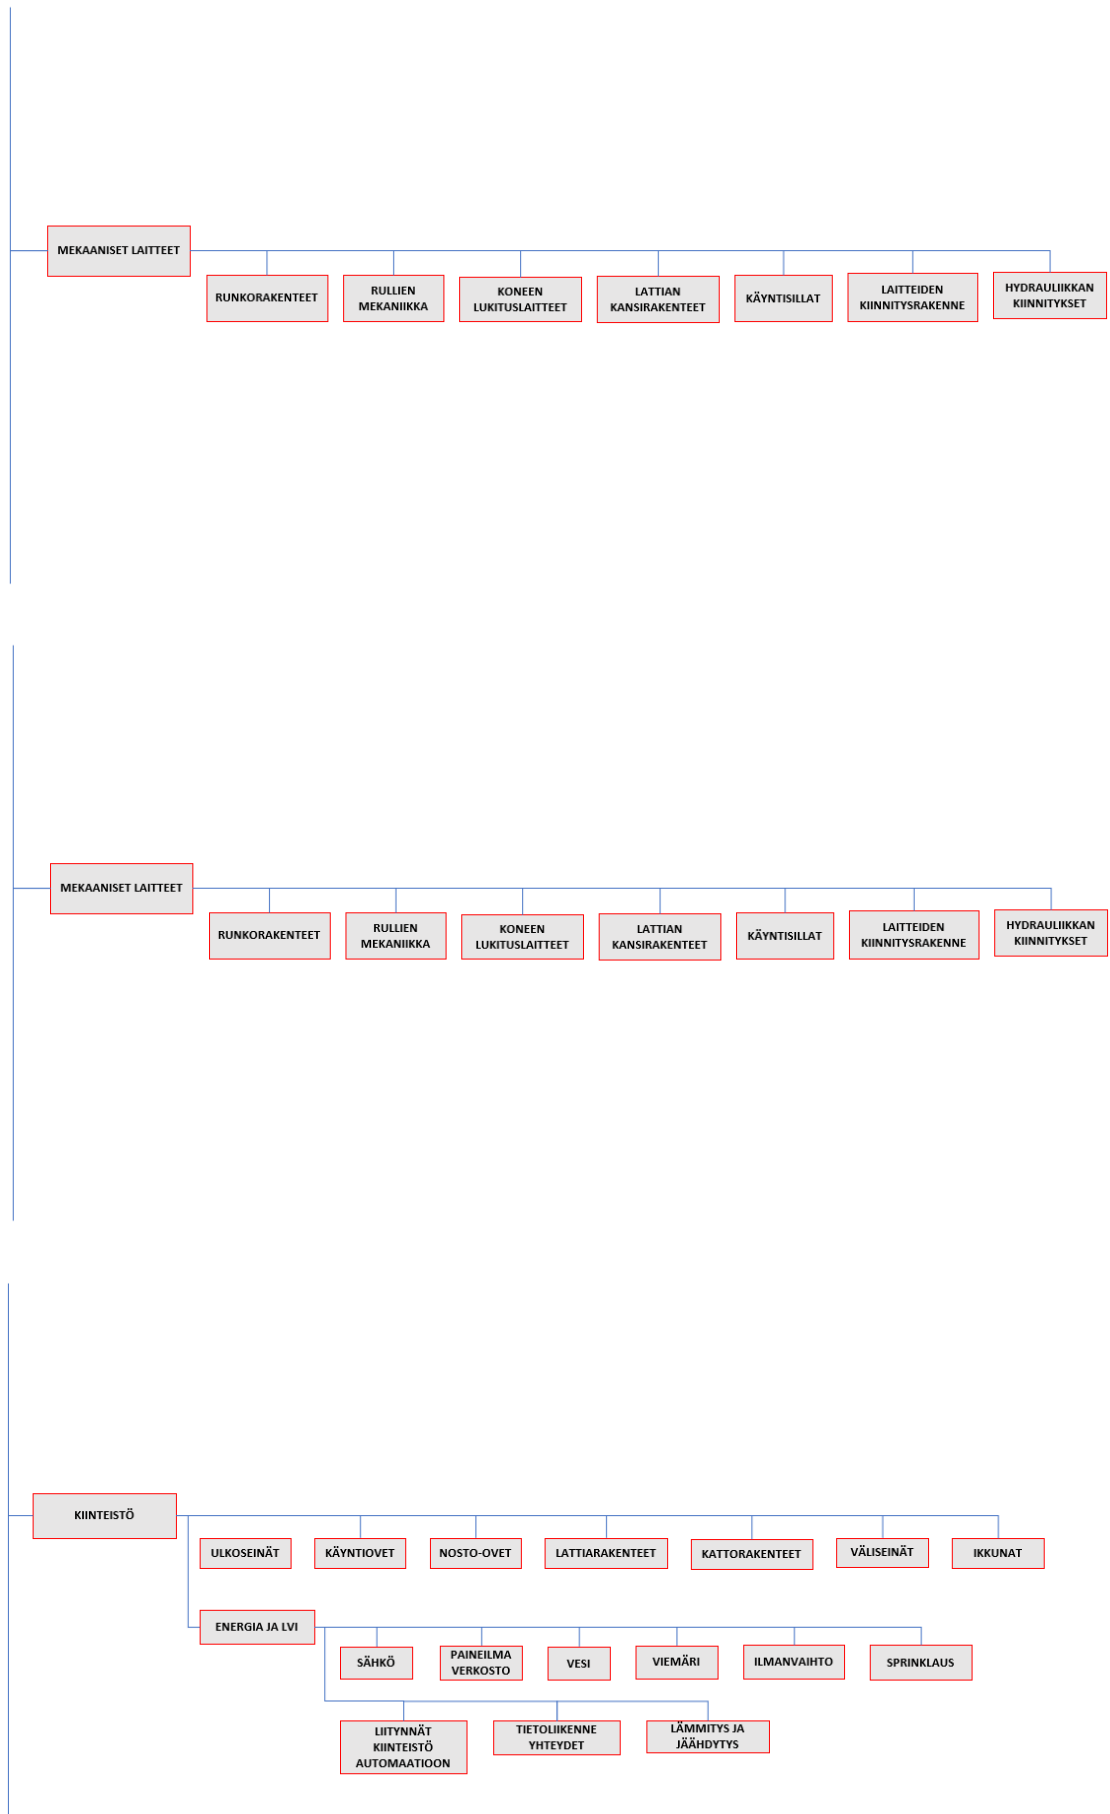 MEKAANISET LAITTEET
RUNKORAKENTEET
RULLIEN
MEKANIIKKA
KONEEN
LUKITUSLAITTEET
LATTIAN
KANSIRAKENTEET
KÄYNTISILLAT
LAITTEIDEN
KIINNITYSRAKENNE
HYDRAULIIKKAN
KIINNITYKSET
MEKAANISET LAITTEET
RUNKORAKENTEET
RULLIEN
MEKANIIKKA
KONEEN
LUKITUSLAITTEET
LATTIAN
KANSIRAKENTEET
KÄYNTISILLAT
LAITTEIDEN
KIINNITYSRAKENNE
HYDRAULIIKKAN
KIINNITYKSET
KIINTEISTÖ
ULKOSEINÄT
KÄYNTIOVET
NOSTO-OVET
LATTIARAKENTEET
KATTORAKENTEET
VÄLISEINÄT
IKKUNAT
ENERGIA JA LVI
SÄHKÖ
PAINEILMA
VERKOSTO
VESI
VIEMÄRI
ILMANVAIHTO
SPRINKLAUS
LIITYNNÄT
KIINTEISTÖ
AUTOMAATIOON
TIETOLIIKENNE
YHTEYDET
LÄMMITYS JA
JÄÄHDYTYS